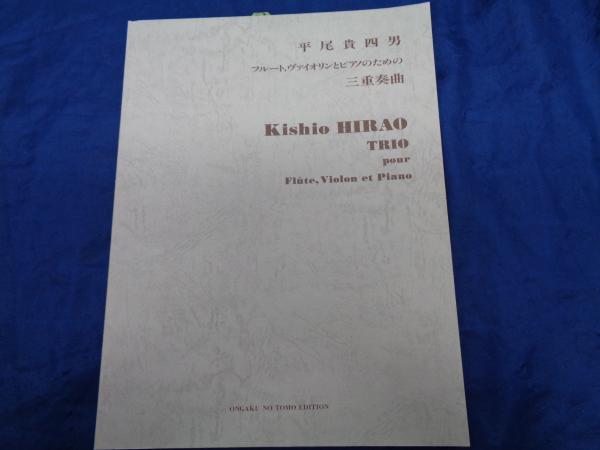 平尾貴四男
フルート,ヴァイオリンとピアノのための
三重奏曲
Kishio HIRAO
TRIO
pour
Flûte, Violon et Piano
ONGAKU NO TOMO EDITION